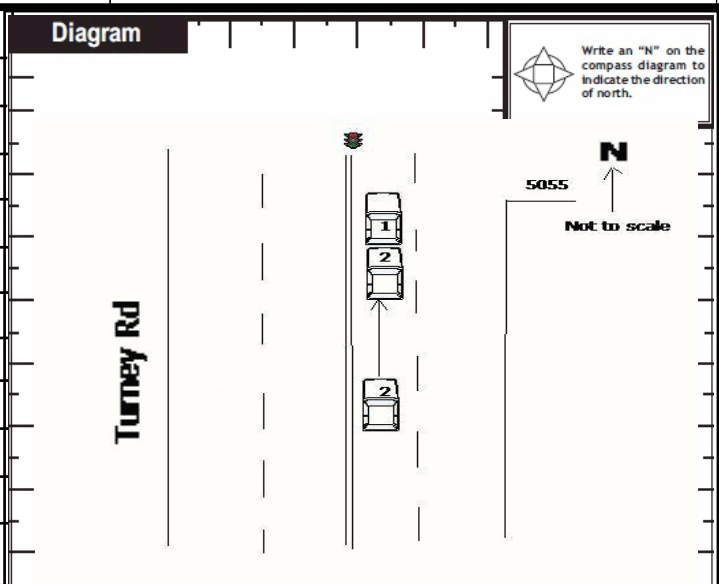 Diagram
Write an “N” on the
compass diagram to
indicate the direction
of north.
N
5055
Not to scale
1
2
Turney Rd
2